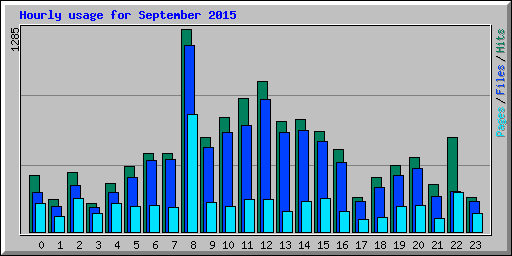 Hourly usage for September 2015
1285
Pages / Files / Hits
0 1 2 3 4 5 6 7 8 9 10 11 12 13 14 15 16 17 18 19 20 21 22 23